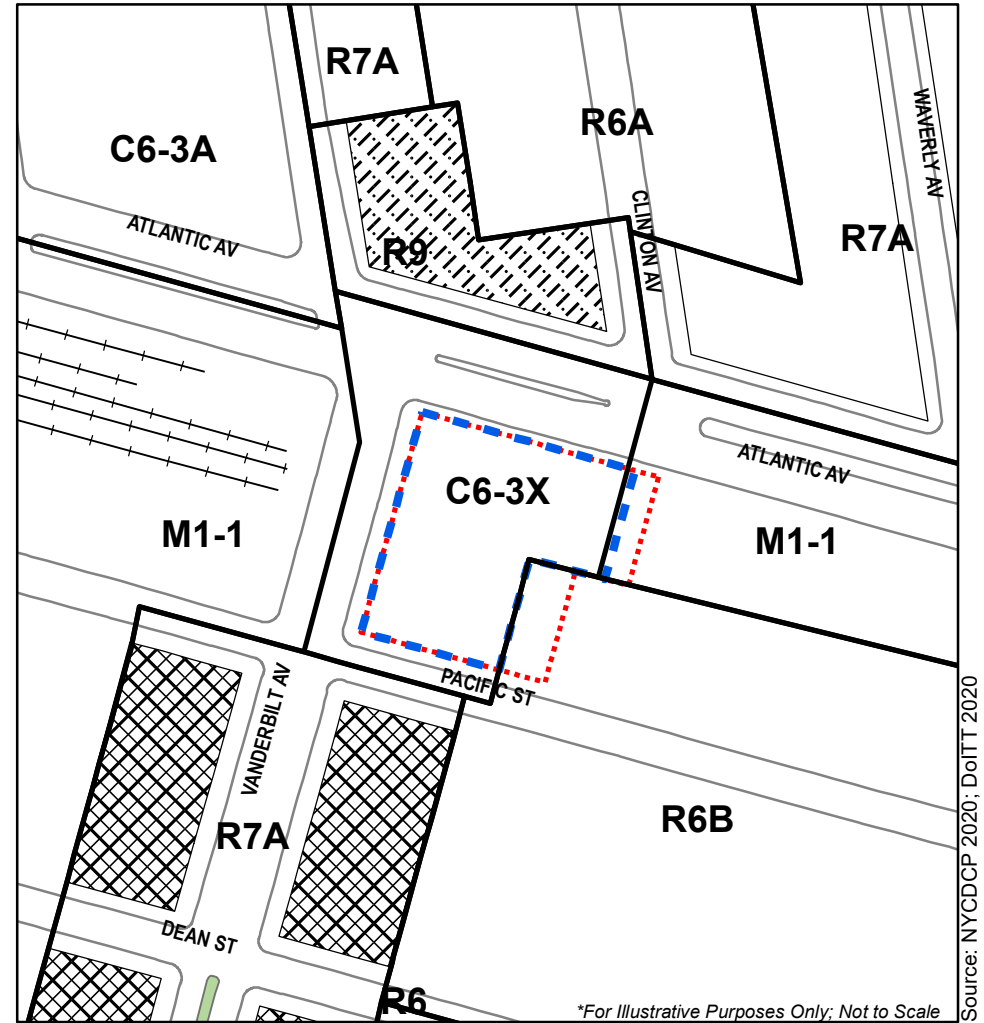 R7A
C6-3A
R6A
WAVERLY AV
ATLANTIC AV
R9
CLINTON AV
R7A
C6-3X
ATLANTIC AV
M1-1
M1-1
PACIFIC ST
VANDERBILT AV
R7A
R6B
DEAN ST
R6
*For Illustrative Purposes Only; Not to Scale
Source: NYCDCP 2020; DoITT 2020